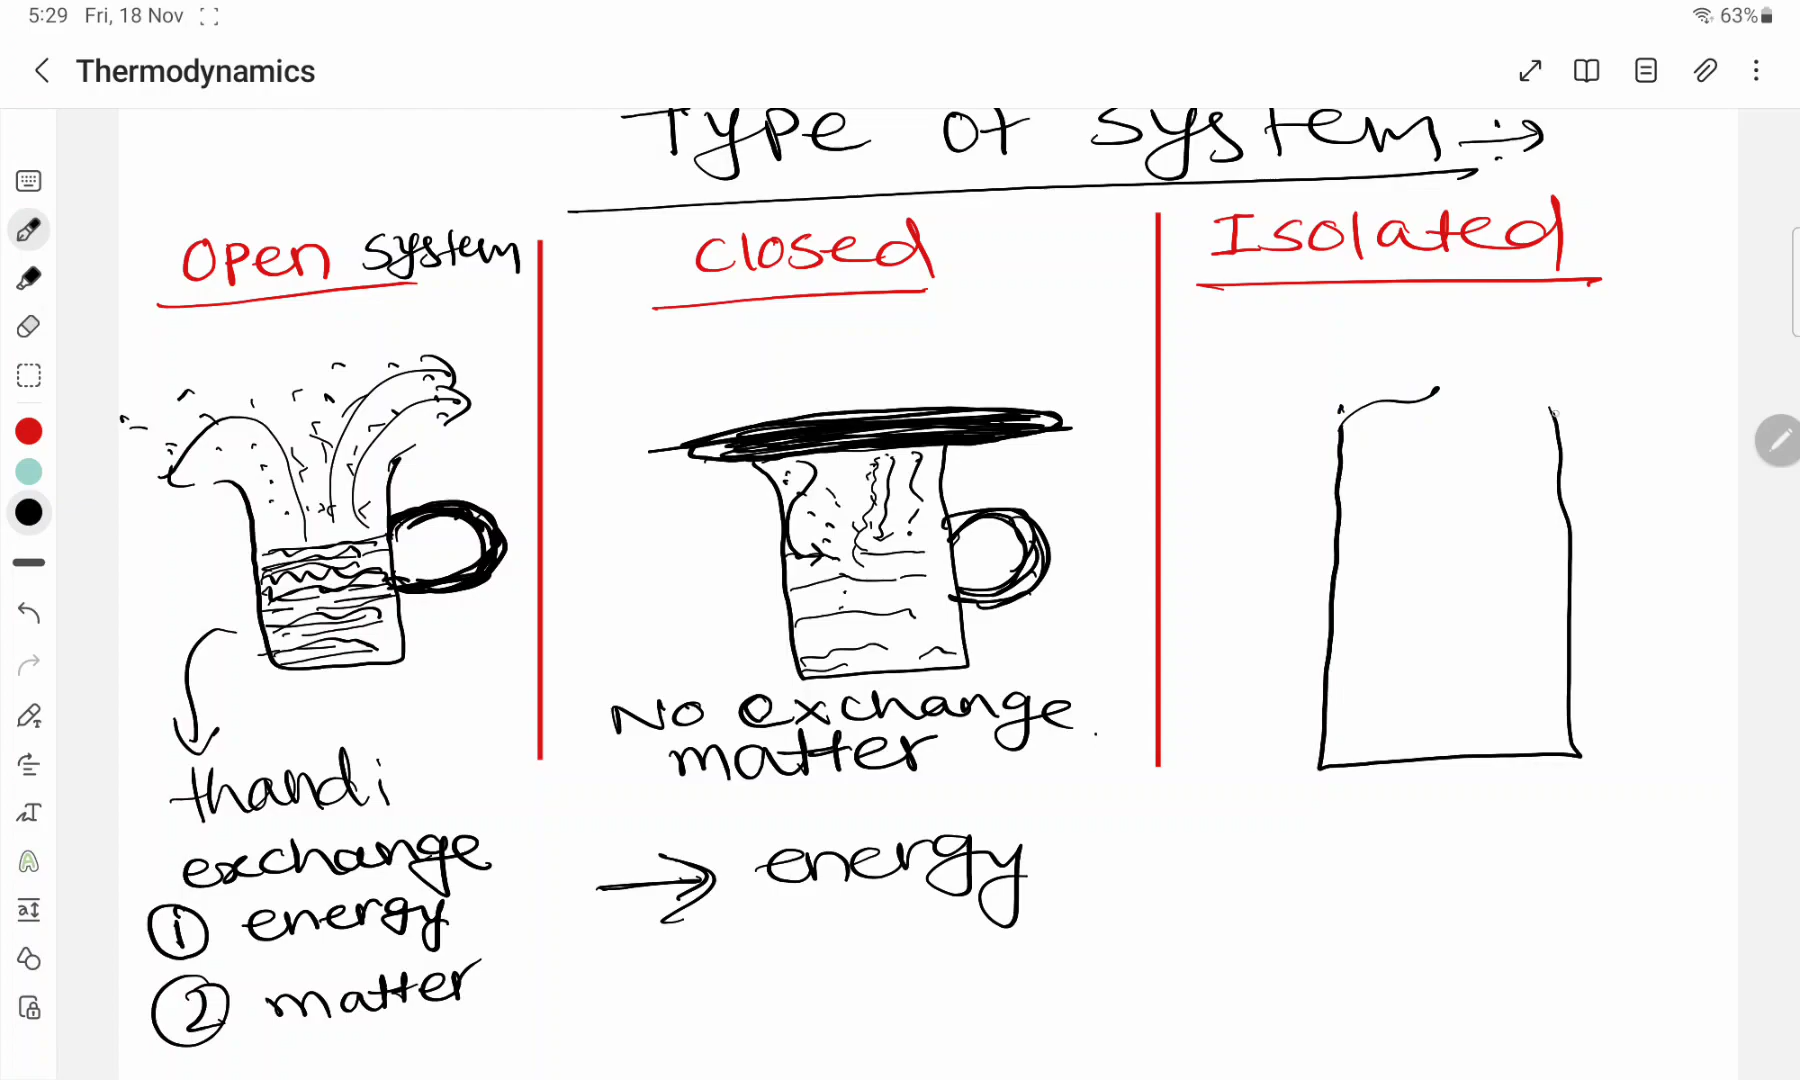 5:29 Fri, 18 Nov
63%
Thermodynamics
Type of system
Open system
closed
Isolated
thandi
exchange
① energy
② matter
No exchange
matter
→ energy